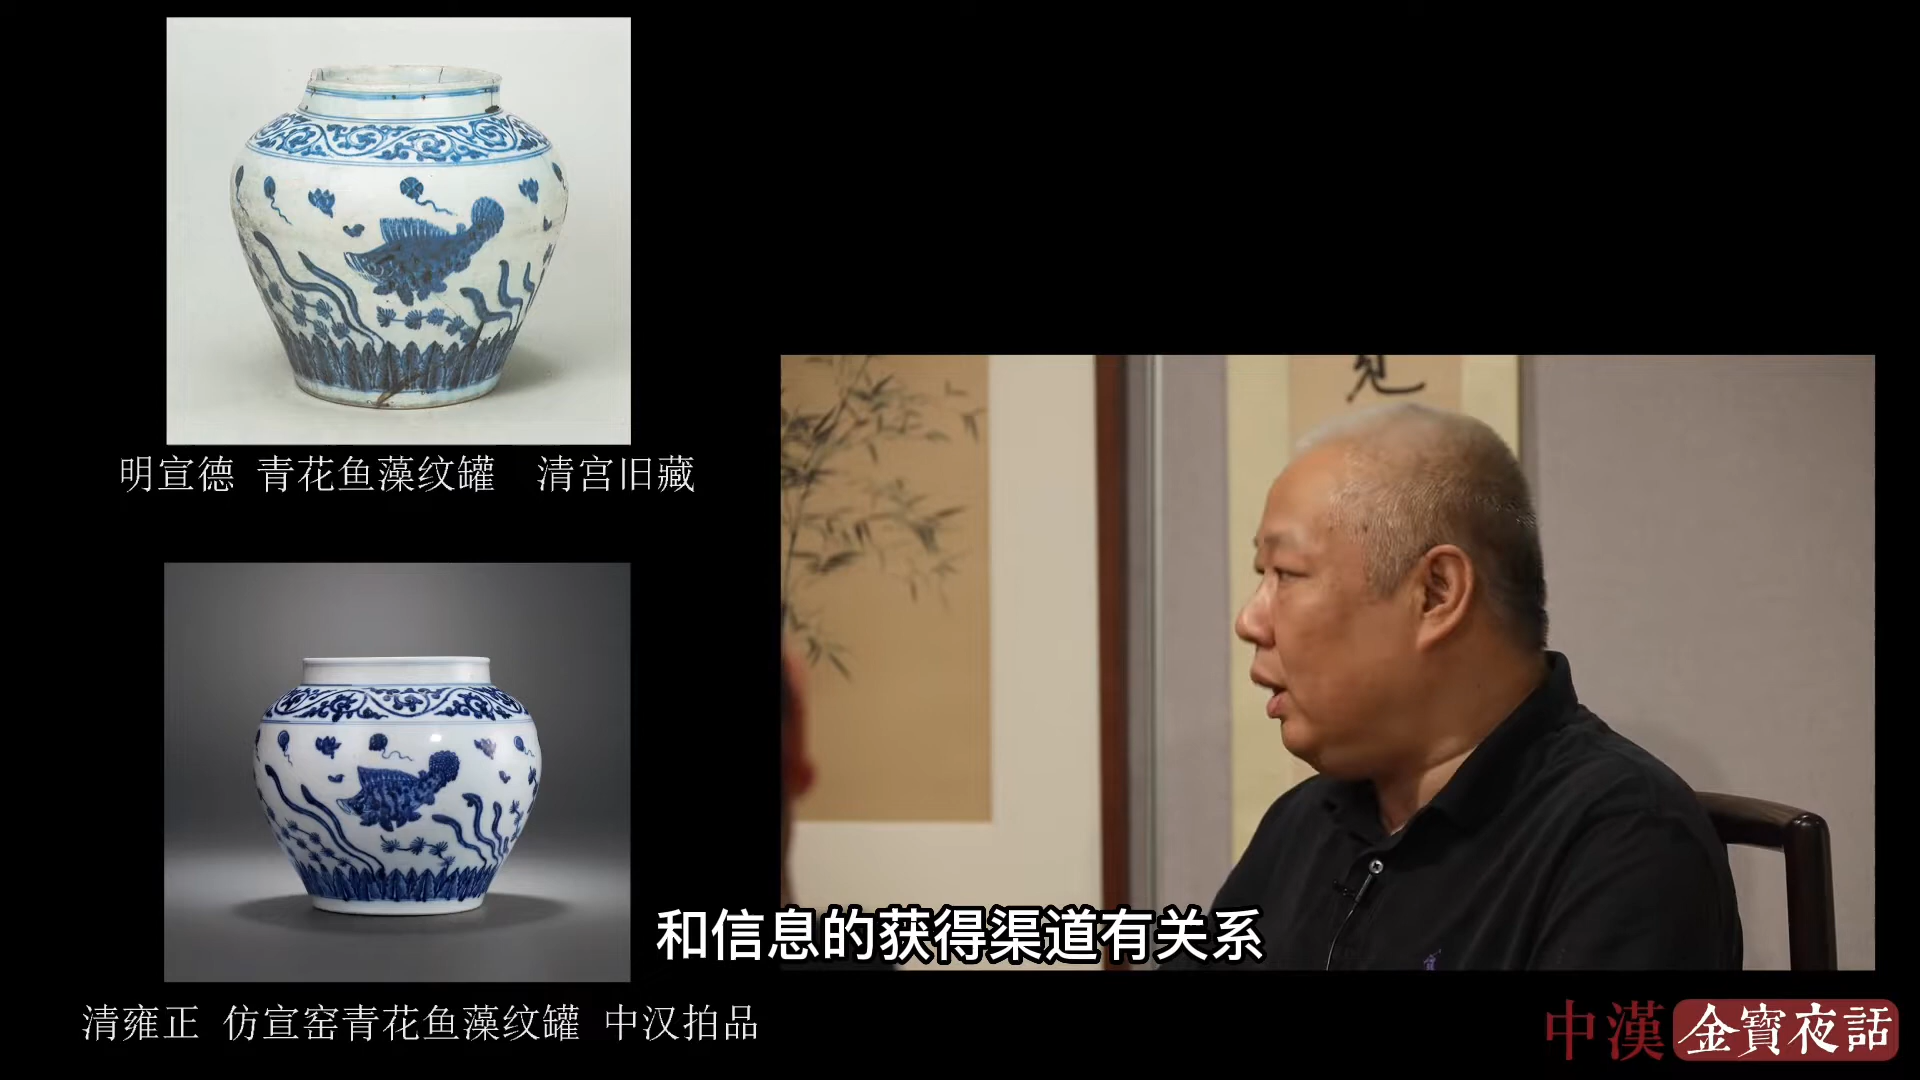 明宣德 青花鱼藻纹罐 清宫旧藏
清雍正 仿宣窑青花鱼藻纹罐 中汉拍品
和信息的获得渠道有关系
中漢 金寶夜話